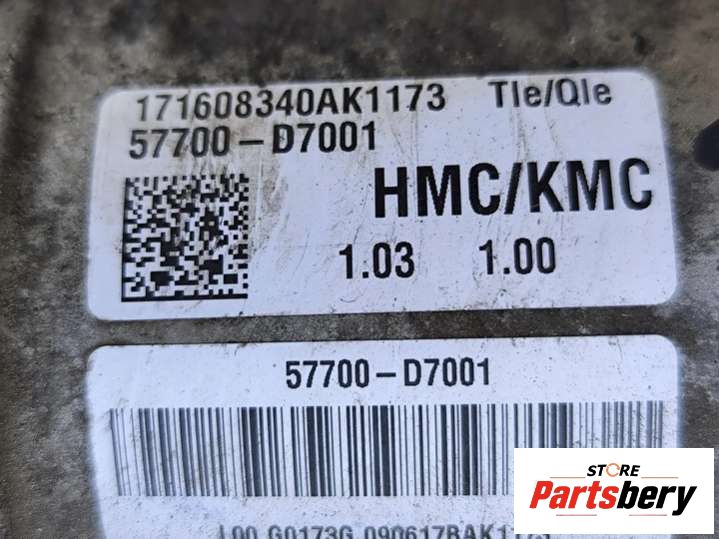 171608340AK1173 Tle/Qle
57700-D7001
HMC/KMC
1.03 1.00
57700-D7001
STORE
Partsbery